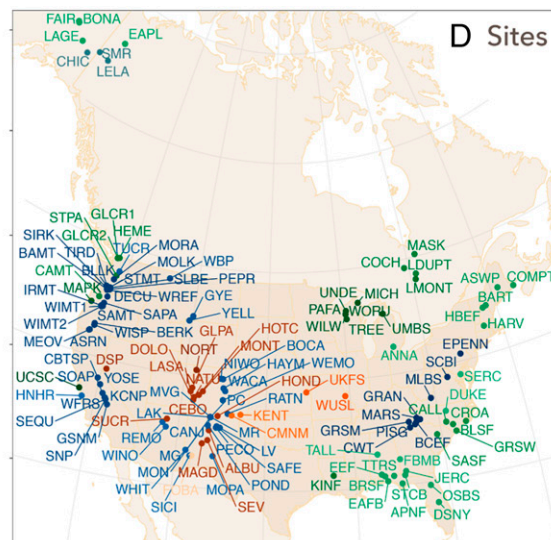 FAIR BONA
D Sites
LAGE
EAPL
CHIC SMR
LELA
STPA GLCR1
SIRK GLCR2 HEME
BAMT TIRD TUCR MORA
CAMT BLLK MOLK WBP
IRMT MAPK STMT SLBE PEPR
WIMT1 DECU WREF GYE
WIMT2 SAMT SAPA YELL
MEOV ASRN WISP BERK GLPA
MASK
COCH LDUPT
LMONT
ASWP COMPT
UNDE MICH BART
PAFA WORU HBEF
WILW TREE UMBS HARV
ANNA EPENN
CBTSP DSP DOLO NORT HOTC
LASA MONT BOCA
UCSC SOAP YOSE NATU NIWO HAYM WEMO
HNHR WFRS KCNP MVG WACA HOND UKFS
SEQU SUCR LAK CEBO PC RATN WUSL
GSNM REMO CANJ MR KENT
SNP WINO MG PECO LV CMNM
MON MAGD ALBU SAFE
WHIT FOBA MOPA POND
SICI SEV
SCBI
MLBS SERC
GRAN CALL DUKE
MARS CROA
GRSM PISG BLSF
CWT BCEF GRSW
TALL FBMB SASF
EEF TTRS JERC
KINF BRSF STCB OSBS
EAFB APNF DSNY